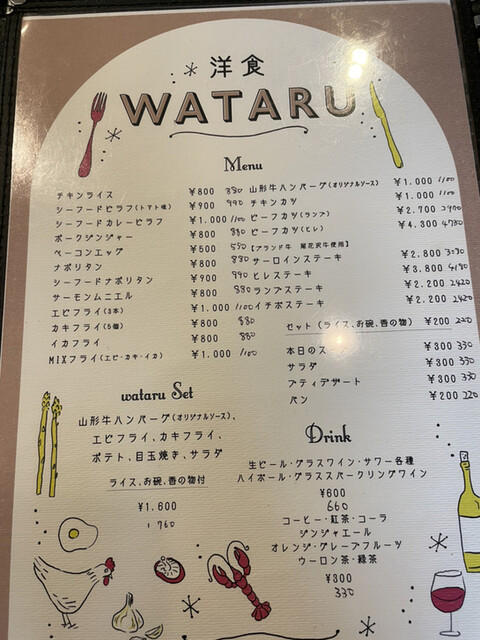 洋食
WATARU
Menu
チキンライス ¥800 880
シーフードピラフ(トマト味) ¥900 990
シーフードカレーピラフ ¥1.000 1100
ポークジンジャー ¥800 880
ベーコンエッグ ¥500 550
ナポリタン ¥800 880
シーフードナポリタン ¥900 990
サーモンムニエル ¥800 880
エビフライ(3本) ¥1.000 1100
カキフライ(5個) ¥800 880
イカフライ ¥800 880
MIXフライ(エビ・カキ・イカ) ¥1.000 1100
山形牛ハンバーグ(オリジナルソース) ¥1.000 1100
チキンカツ ¥1.000 1100
ビーフカツ(ランプ) ¥2.700 2970
ビーフカツ(ヒレ) ¥4.300 4730
【ブランド牛 尾花沢牛使用】
サーロインステーキ ¥2.800 3080
ヒレステーキ ¥3.800 4180
ランプステーキ ¥2.200 2420
イチボステーキ ¥2.200 2420
セット(ライス、お碗、香の物) ¥200 220
本日のス ¥300 330
サラダ ¥300 330
プティデザート ¥300 330
パン ¥200 220
wataru Set
山形牛ハンバーグ(オリジナルソース)、
エビフライ、カキフライ、
ポテト、目玉焼き、サラダ
ライス、お碗、香の物付
¥1.600
1760
Drink
生ビール・グラスワイン・サワー各種
ハイボール・グラススパークリングワイン
¥600
660
コーヒー・紅茶・コーラ
ジンジャエール
オレンジ・グレープフルーツ
ウーロン茶・緑茶
¥300
330